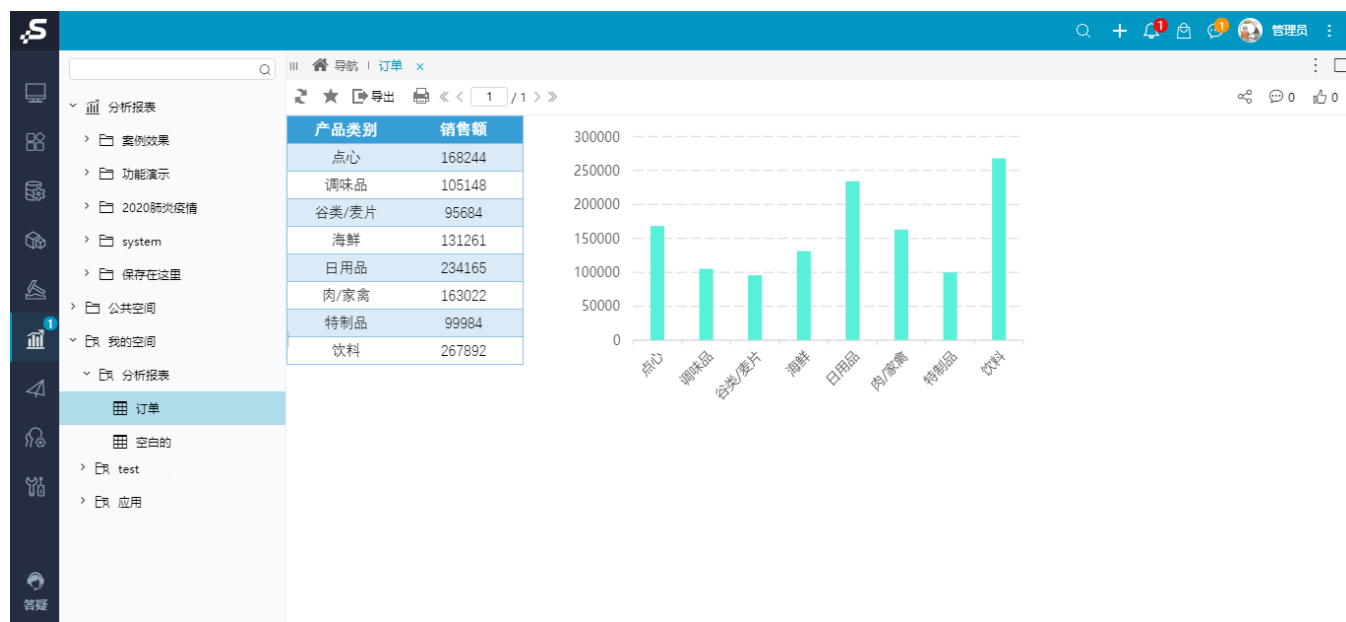 S
1
1
管理员
导航
订单
×
分析报表
案例效果
功能演示
2020肺炎疫情
system
保存在这里
公共空间
我的空间
分析报表
订单
空白的
test
应用
1
答疑
导出
1 / 1
0
0
产品类别 销售额
点心 168244
调味品 105148
谷类/麦片 95684
海鲜 131261
日用品 234165
肉/家禽 163022
特制品 99984
饮料 267892
300000
250000
200000
150000
100000
50000
0
点心
调味品
谷类/麦片
海鲜
日用品
肉/家禽
特制品
饮料